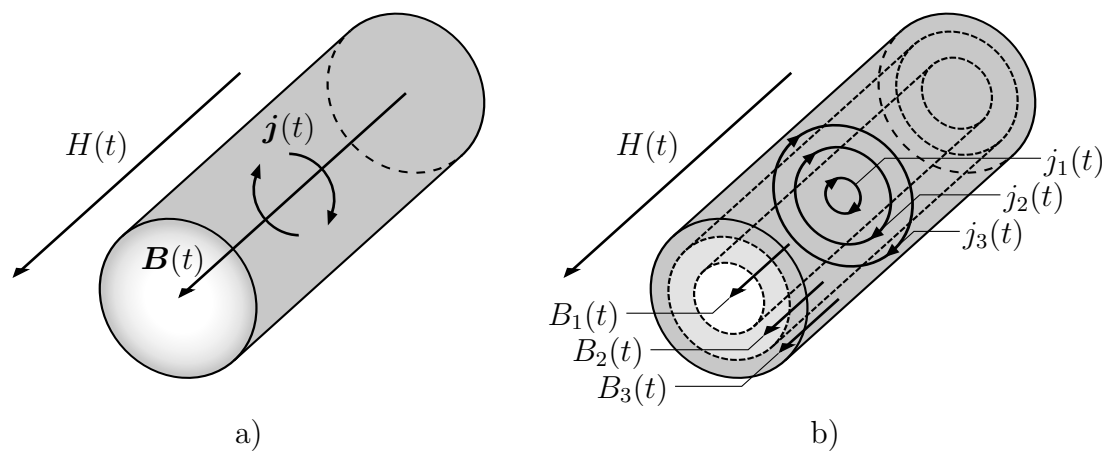 H(t)
j(t)
B(t)
a)
H(t)
j₁(t)
j₂(t)
j₃(t)
B₁(t)
B₂(t)
B₃(t)
b)